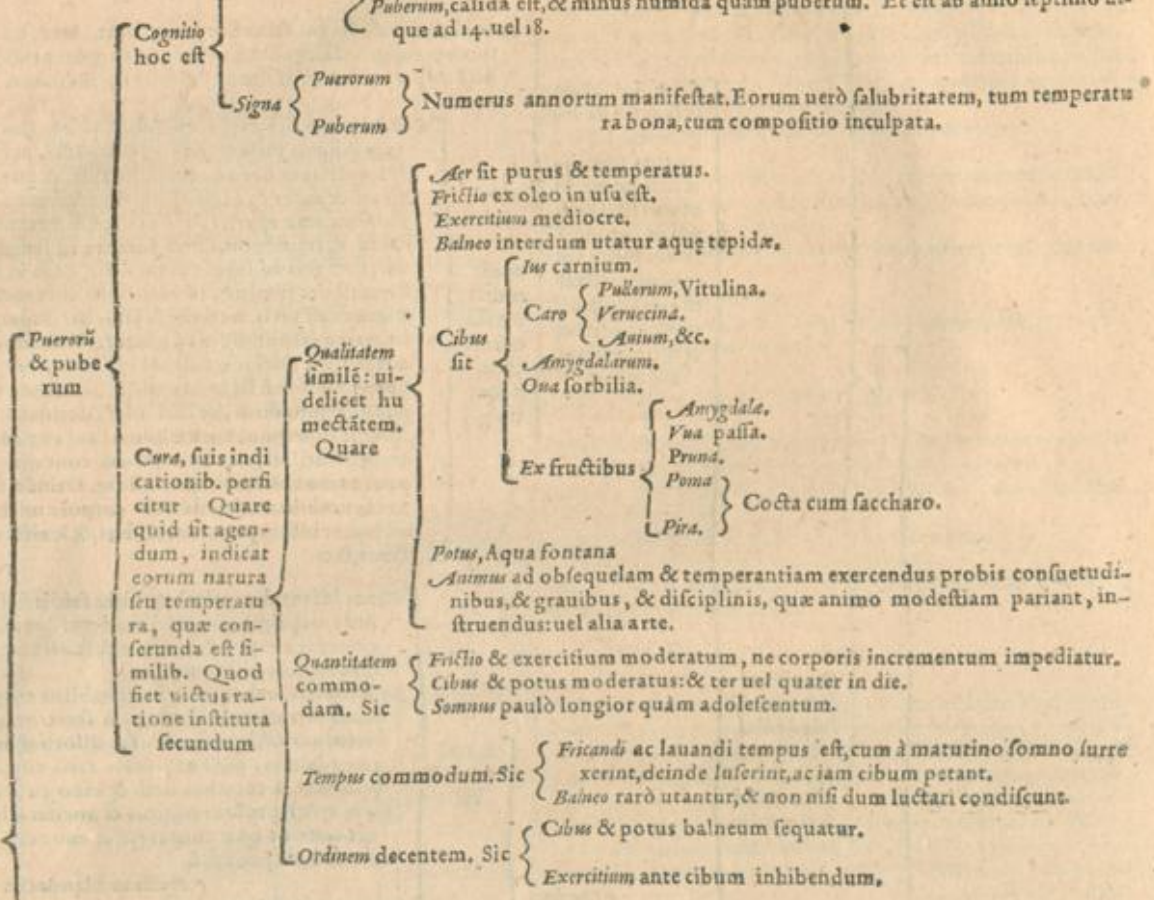 Puberum, calida est, & minus humida quàm puberum. Et est ab anno septimo us-
que ad 14. uel 18.
Cognitio
hoc est
Signa
Puerorum
Puberum
Numerus annorum manifestat. Eorum uerò salubritatem, tum temperatu
ra bona, tum compositio inculpata.
Puerorũ
& pube
rum
Cura, suis indi
cationib. perfi
citur Quare
quid sit agen-
dum, indicat
eorum natura
seu temperatu
ra, quæ con-
seruanda est si-
milib. Quod
fiet uictus ra-
tione instituta
secundum
Qualitatem
similẽ: ui-
delicet hu
mectãtem.
Quare
Aer sit purus & temperatus.
Frictio ex oleo in usu est.
Exercitium mediocre.
Balneo interdum utatur aquę tepidæ.
Cibus
sit
Ius carnium.
Caro
Pullorum, Vitulina.
Veruecina.
Auium, &c.
Amygdalarum.
Oua sorbilia.
Ex fructibus
Amygdalæ.
Vua passa.
Pruna.
Poma
Pira.
Cocta cum saccharo.
Potus, Aqua fontana
Animus ad obsequelam & temperantiam exercendus probis consuetudi-
nibus, & grauibus, & disciplinis, quæ animo modestiam pariant, in-
struendus: uel alia arte.
Quantitatem
commo-
dam. Sic
Frictio & exercitium moderatum, ne corporis incrementum impediatur.
Cibus & potus moderatus: & ter uel quater in die.
Somnus paulò longior quàm adolescentum.
Tempus commodum. Sic
Fricandi ac lauandi tempus est, cum à matutino somno surre
xerint, deinde luserint, ac iam cibum petant.
Balneo rarò utantur, & non nisi dum luctari condiscunt.
Ordinem decentem. Sic
Cibus & potus balneum sequatur.
Exercitium ante cibum inhibendum.